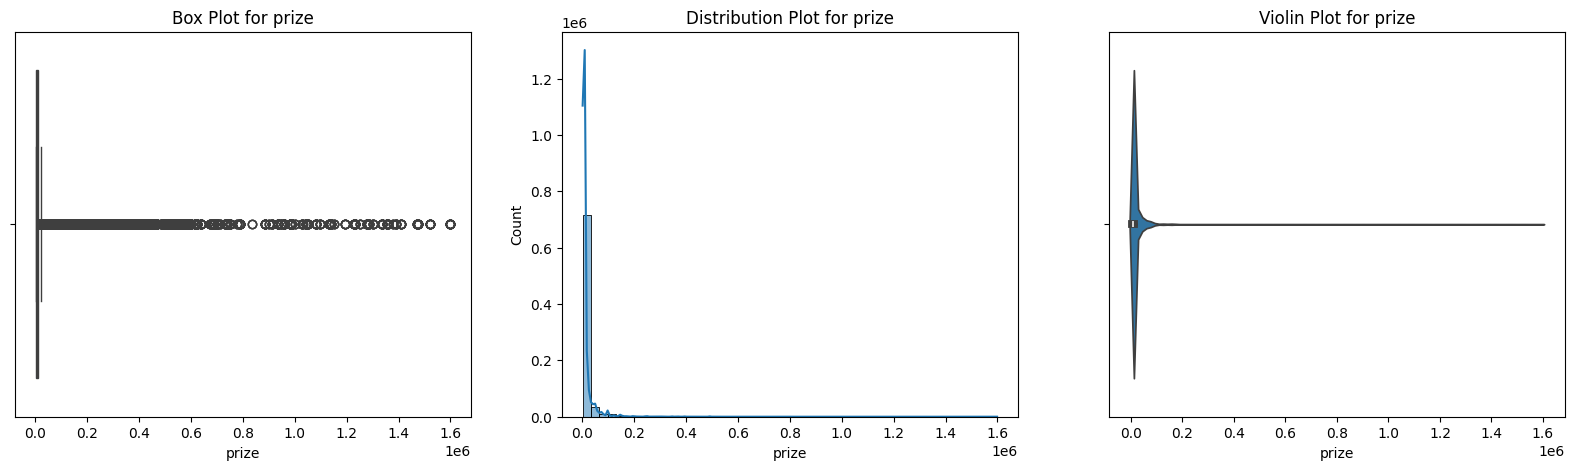 Box Plot for prize
0.0 0.2 0.4 0.6 0.8 1.0 1.2 1.4 1.6
1e6
prize
Distribution Plot for prize
1e6
1.2
1.0
0.8
0.6
0.4
0.2
0.0
Count
0.0 0.2 0.4 0.6 0.8 1.0 1.2 1.4 1.6
1e6
prize
Violin Plot for prize
0.0 0.2 0.4 0.6 0.8 1.0 1.2 1.4 1.6
1e6
prize